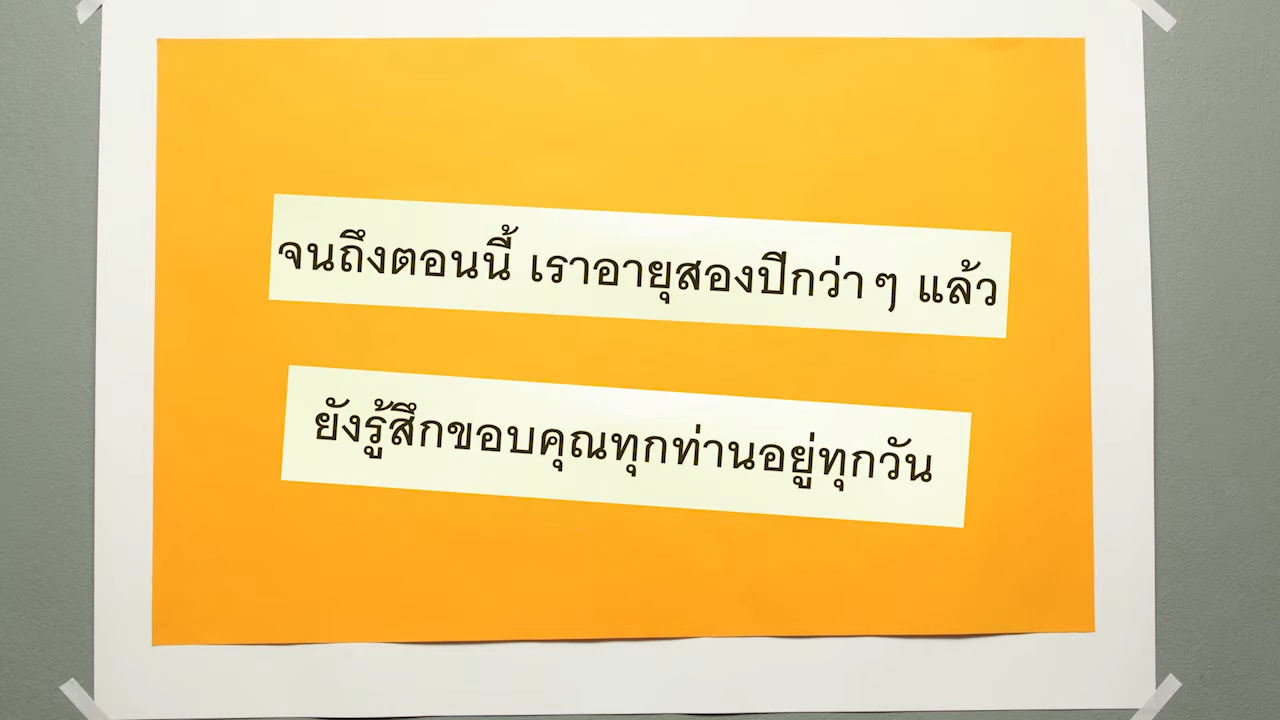 จนถึงตอนนี้ เราอายุสองปีกว่า ๆ แล้ว
ยังรู้สึกขอบคุณทุกท่านอยู่ทุกวัน